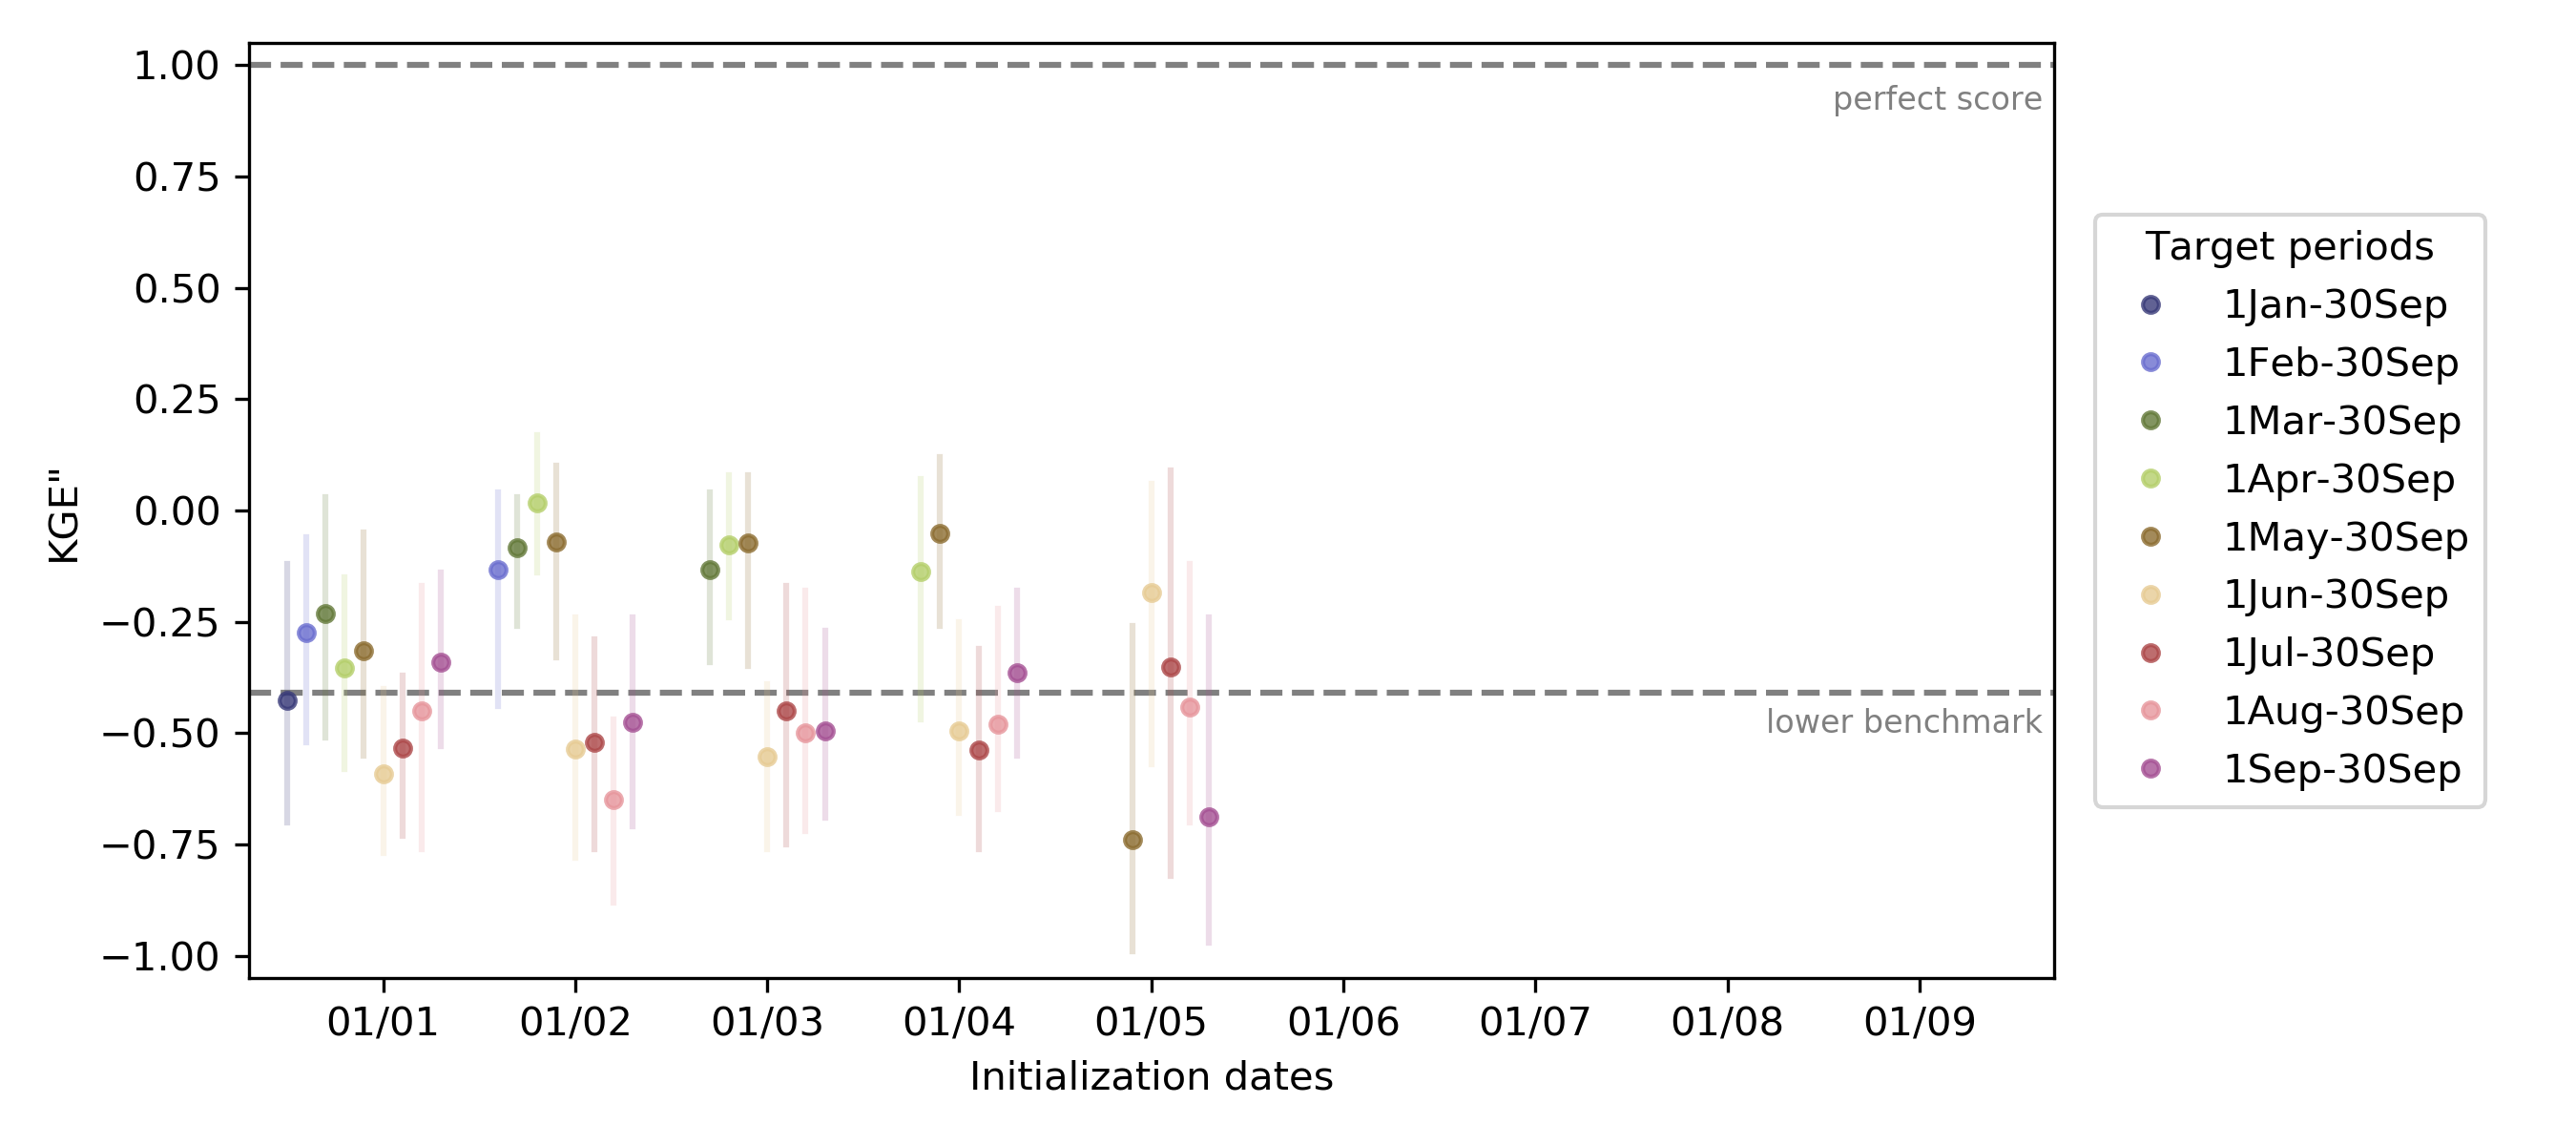 1.00
0.75
0.50
0.25
0.00
−0.25
−0.50
−0.75
−1.00
KGE"
perfect score
lower benchmark
01/01 01/02 01/03 01/04 01/05 01/06 01/07 01/08 01/09
Initialization dates
Target periods
1Jan-30Sep
1Feb-30Sep
1Mar-30Sep
1Apr-30Sep
1May-30Sep
1Jun-30Sep
1Jul-30Sep
1Aug-30Sep
1Sep-30Sep